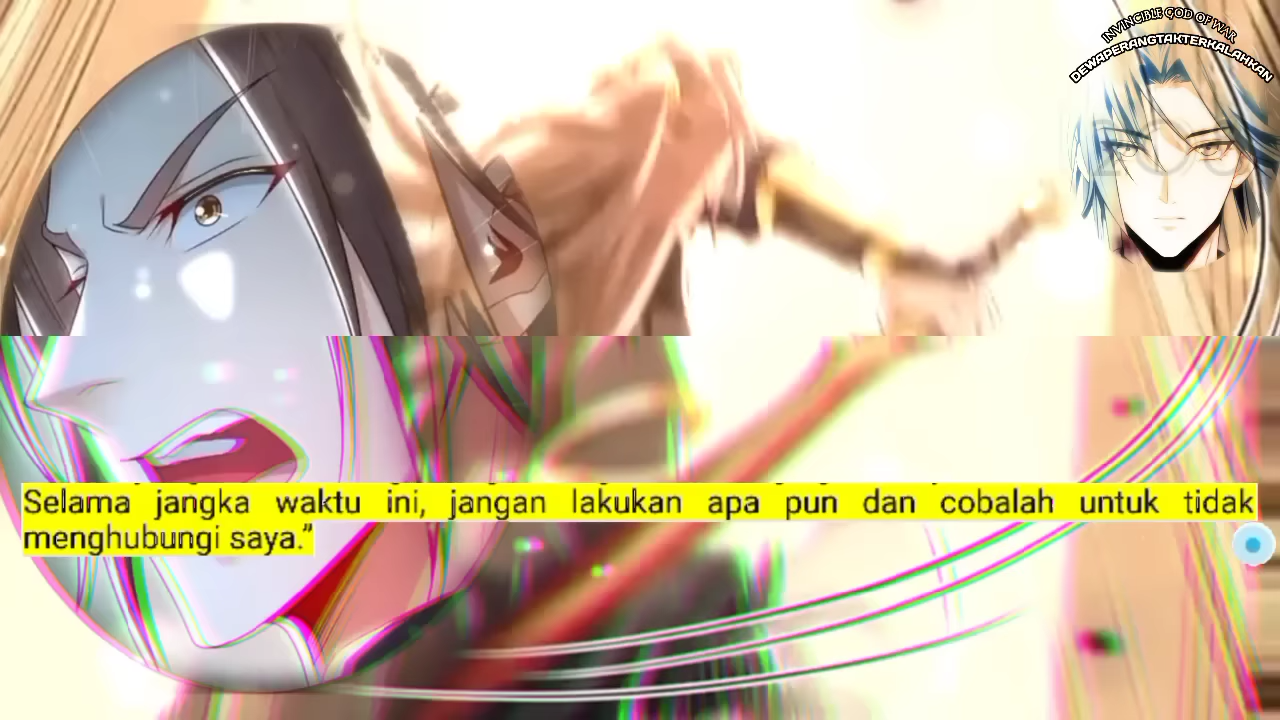 INVINCIBLE GOD OF WAR
DEWAPERANGTAKTERKALAHKAN
Selama jangka waktu ini, jangan lakukan apa pun dan cobalah untuk tidak
menghubungi saya.”